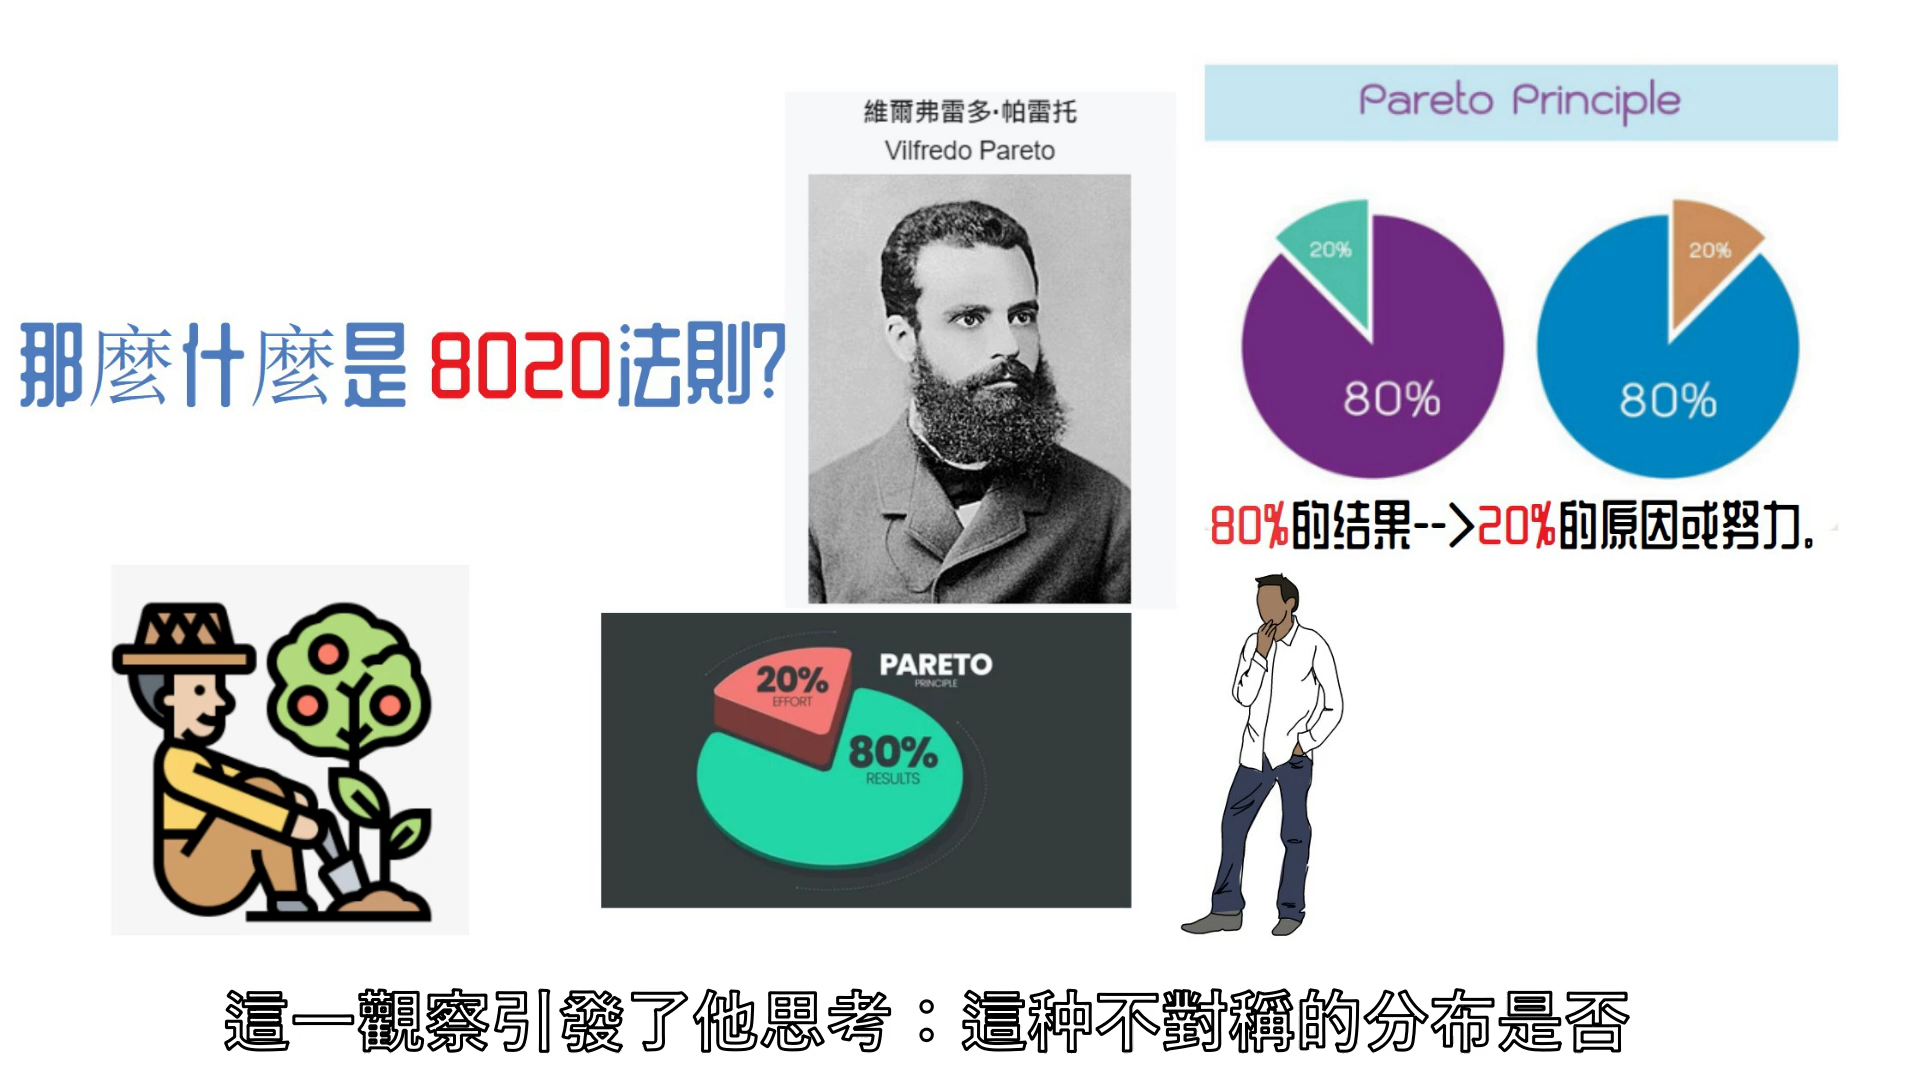 那麼什麼是 8020法則?
維爾弗雷多·帕雷托
Vilfredo Pareto
Pareto Principle
20%
80%
20%
80%
80%的结果-->20%的原因或努力。
20%
EFFORT
PARETO
PRINCIPLE
80%
RESULTS
這一觀察引發了他思考：這种不對稱的分布是否